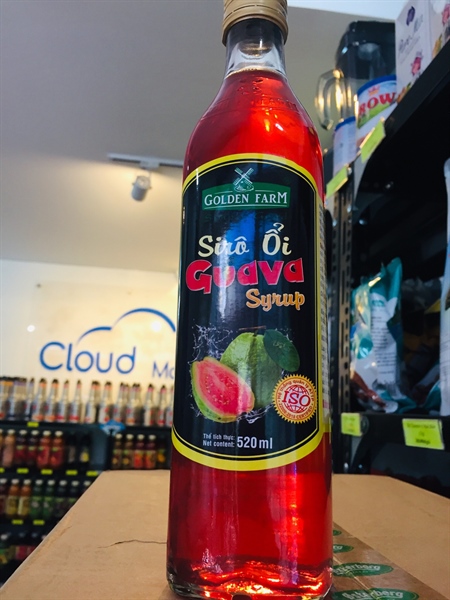 GOLDEN FARM
Sirô Ổi
Guava
Syrup
ISO
Thể tích thực:
Net content: 520 ml
Cloud